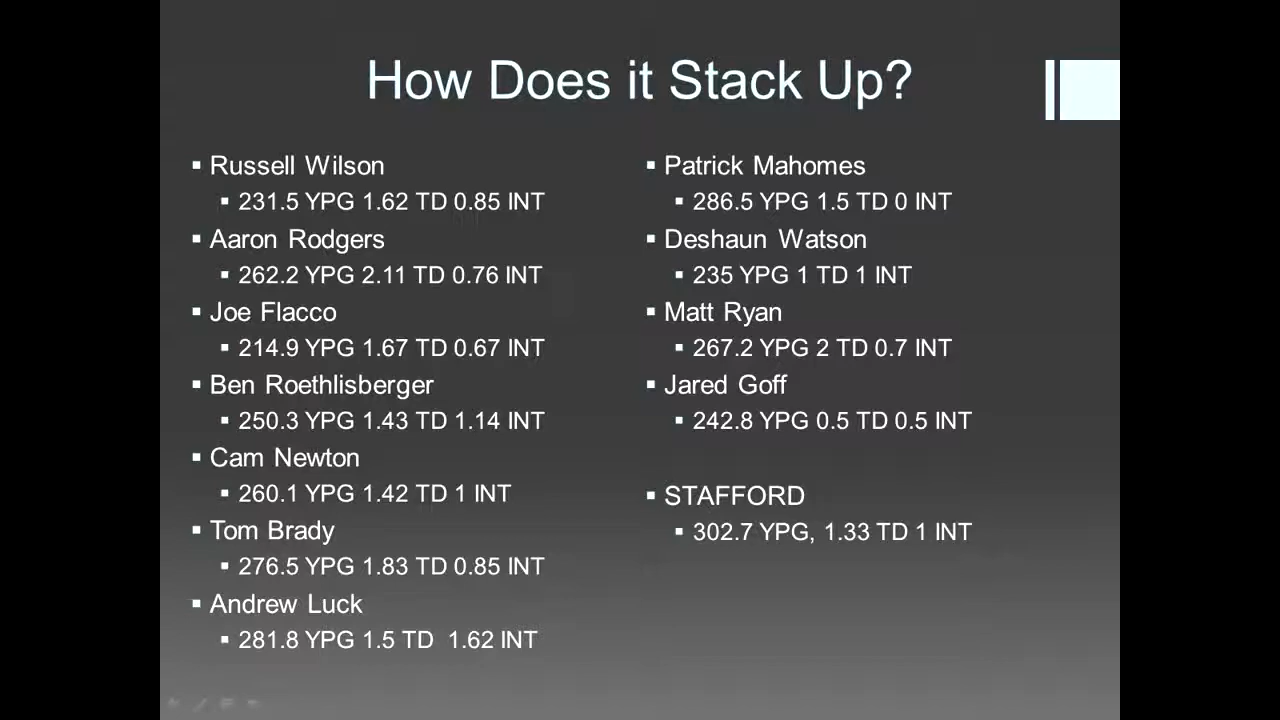 How Does it Stack Up?
Russell Wilson
231.5 YPG 1.62 TD 0.85 INT
Aaron Rodgers
262.2 YPG 2.11 TD 0.76 INT
Joe Flacco
214.9 YPG 1.67 TD 0.67 INT
Ben Roethlisberger
250.3 YPG 1.43 TD 1.14 INT
Cam Newton
260.1 YPG 1.42 TD 1 INT
Tom Brady
276.5 YPG 1.83 TD 0.85 INT
Andrew Luck
281.8 YPG 1.5 TD 1.62 INT
Patrick Mahomes
286.5 YPG 1.5 TD 0 INT
Deshaun Watson
235 YPG 1 TD 1 INT
Matt Ryan
267.2 YPG 2 TD 0.7 INT
Jared Goff
242.8 YPG 0.5 TD 0.5 INT
STAFFORD
302.7 YPG, 1.33 TD 1 INT